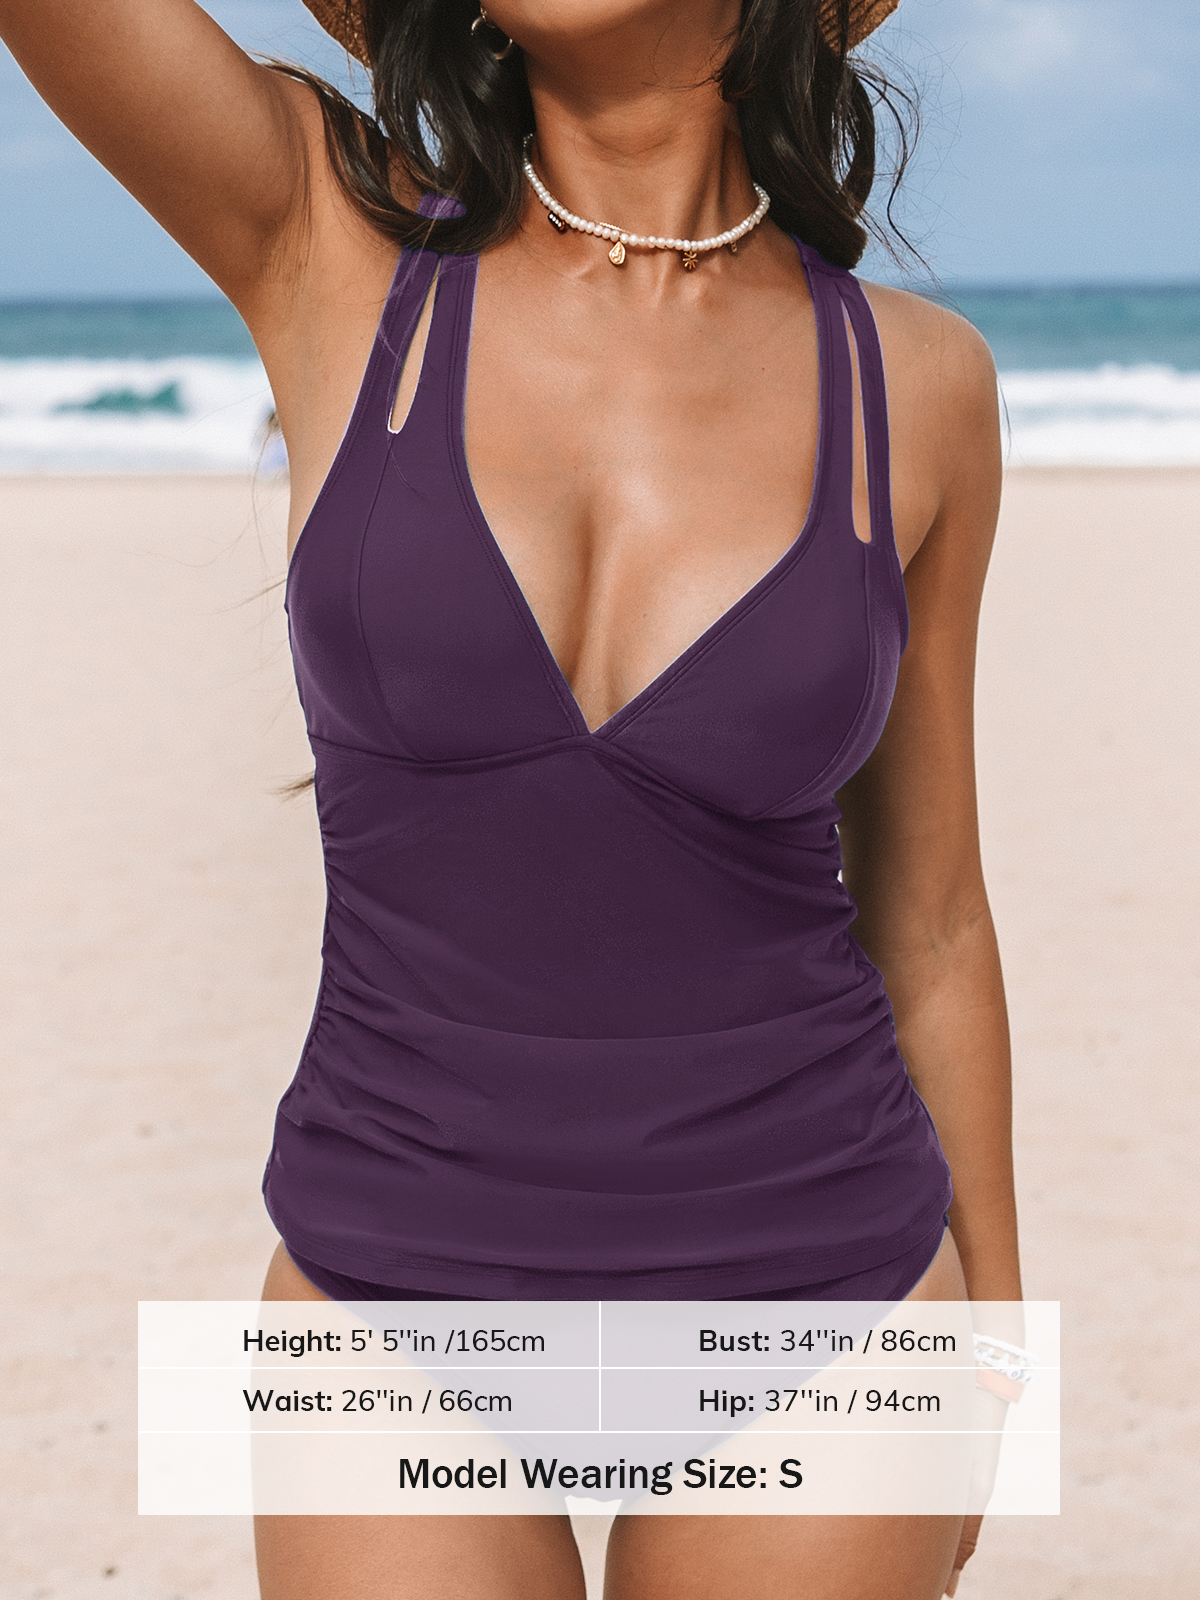 Height: 5' 5''in /165cm
Bust: 34''in / 86cm
Waist: 26''in / 66cm
Hip: 37''in / 94cm
Model Wearing Size: S